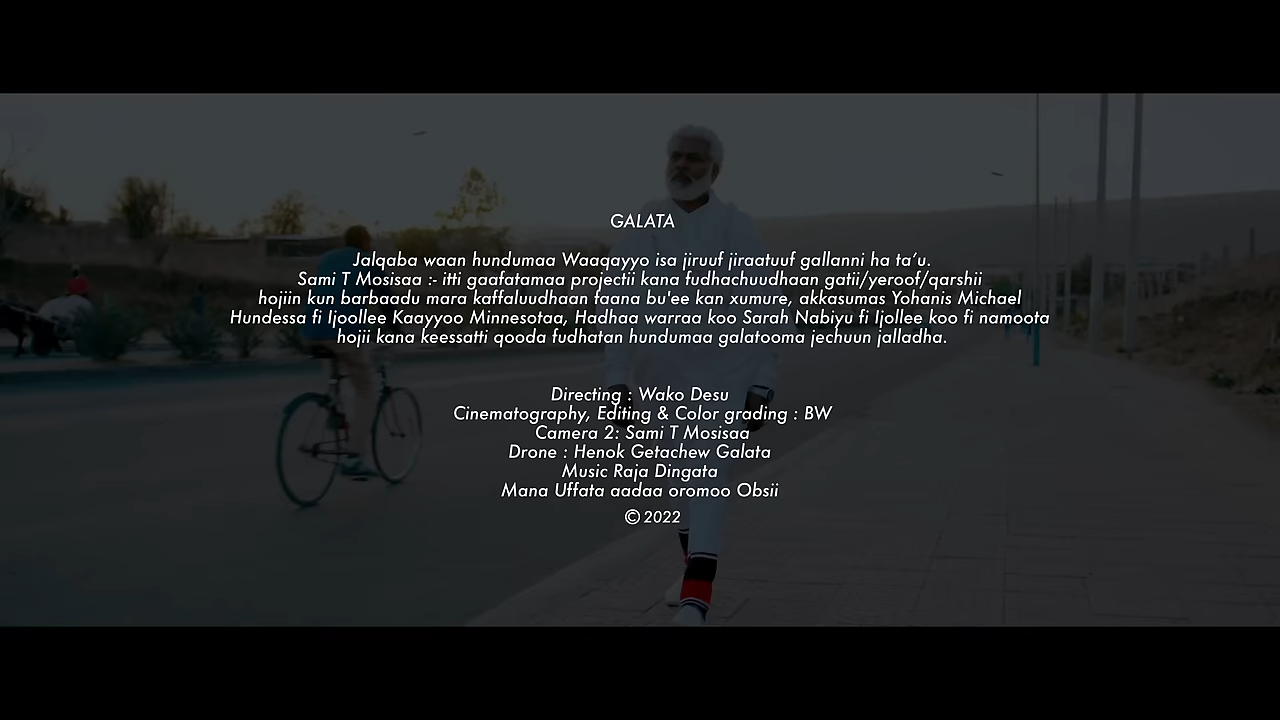 GALATA
Jalqaba waan hundumaa Waaqayyo isa jiruuf jiraatuuf gallanni ha ta’u.
Sami T Mosisaa :- itti gaafatamaa projectii kana fudhachuudhaan gatii/yeroof/qarshii
hojiin kun barbaadu mara kaffaluudhaan faana bu'ee kan xumure, akkasumas Yohanis Michael
Hundessa fi Ijoollee Kaayyoo Minnesotaa, Hadhaa warraa koo Sarah Nabiyu fi Ijollee koo fi namoota
hojii kana keessatti qooda fudhatan hundumaa galatooma jechuun jalladha.
Directing : Wako Desu
Cinematography, Editing & Color grading : BW
Camera 2: Sami T Mosisaa
Drone : Henok Getachew Galata
Music Raja Dingata
Mana Uffata aadaa oromoo Obsii
© 2022